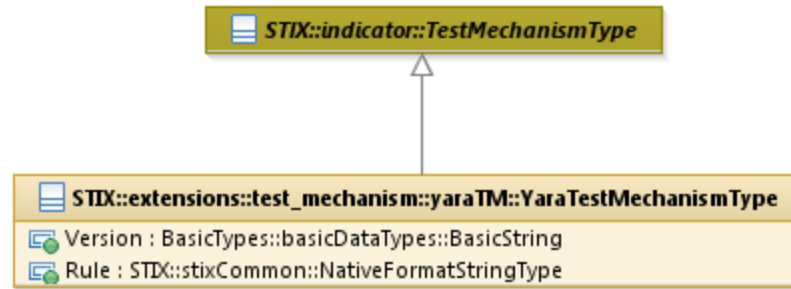 STIX::indicator::TestMechanismType
STIX::extensions::test_mechanism::yaraTM::YaraTestMechanismType
Version : BasicTypes::basicDataTypes::BasicString
Rule : STIX::stixCommon::NativeFormatStringType